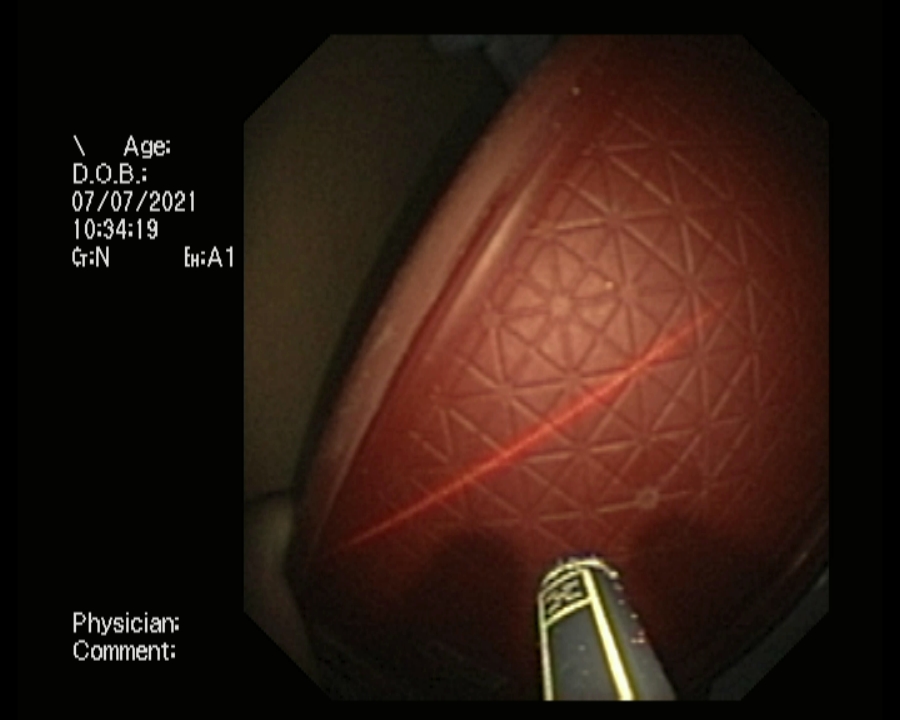 \ Age:
D.O.B.:
07/07/2021
10:34:19
Cr:N EH:A1
Physician:
Comment: